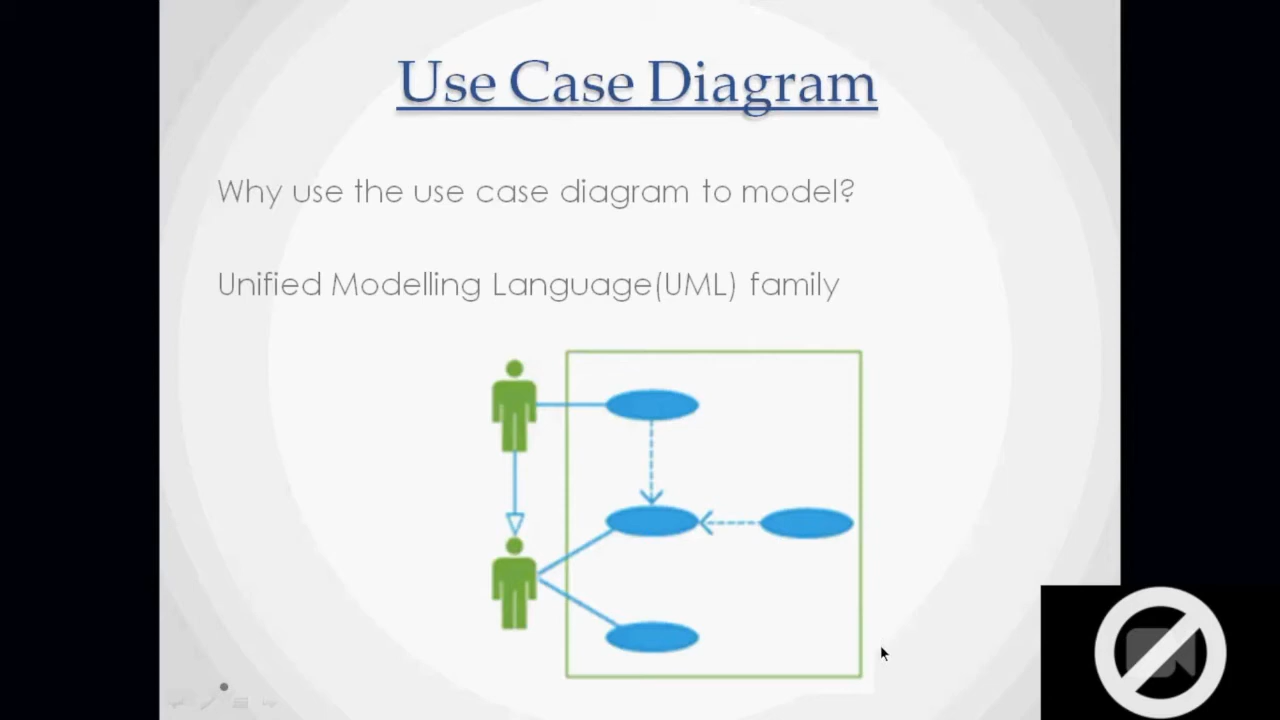 Use Case Diagram
Why use the use case diagram to model?
Unified Modelling Language(UML) family